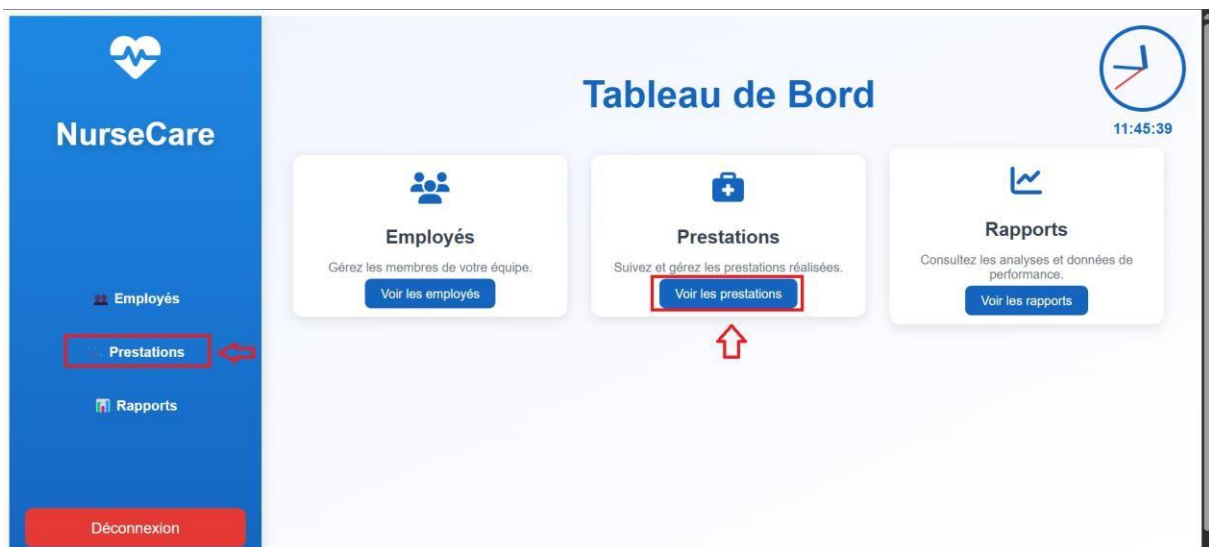 NurseCare
Employés
Prestations
Rapports
Déconnexion
Tableau de Bord
11:45:39
Employés
Gérez les membres de votre équipe.
Voir les employés
Prestations
Suivez et gérez les prestations réalisées.
Voir les prestations
Rapports
Consultez les analyses et données de
performance.
Voir les rapports